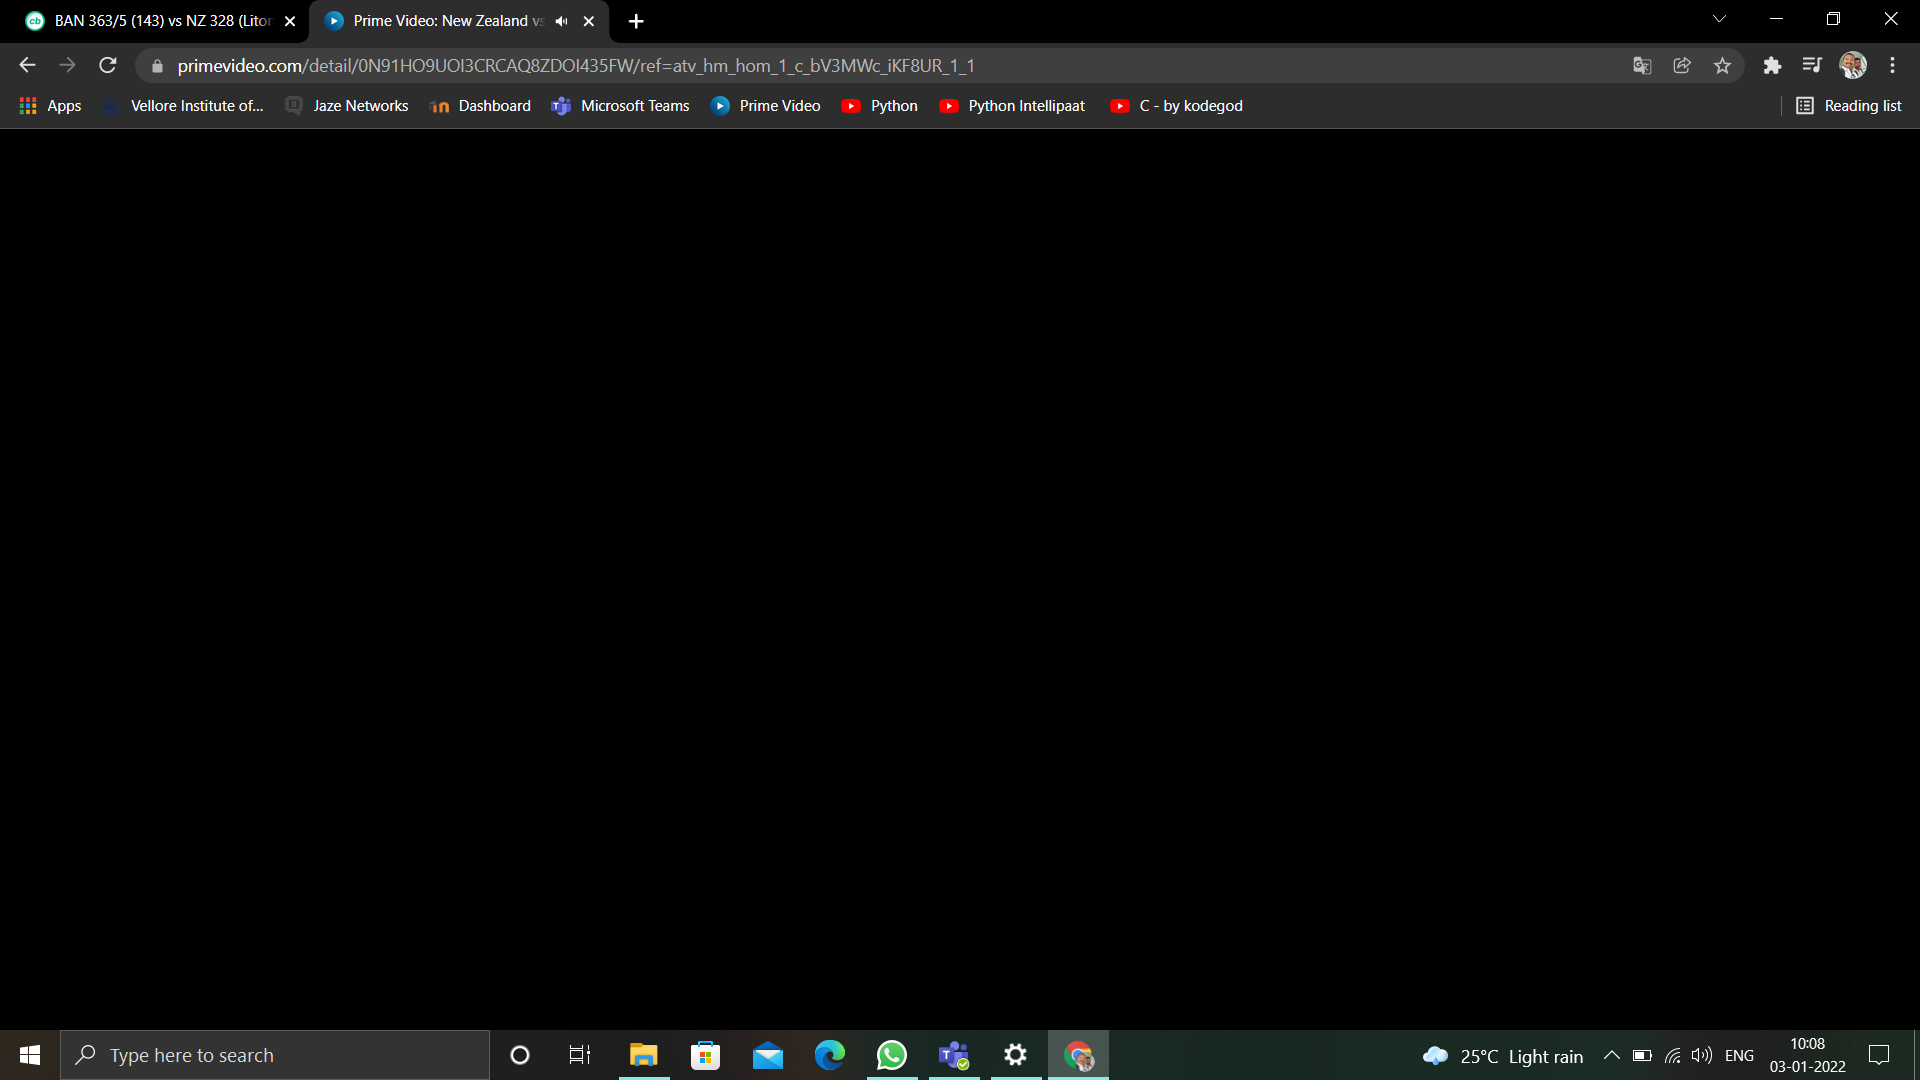 BAN 363/5 (143) vs NZ 328 (Liton
Prime Video: New Zealand vs
primevideo.com/detail/0N91HO9UOI3CRCAQ8ZDOI435FW/ref=atv_hm_hom_1_c_bV3MWc_iKF8UR_1_1
Apps Vellore Institute of... Jaze Networks Dashboard Microsoft Teams Prime Video Python Python Intellipaat C - by kodegod Reading list
Type here to search
25°C Light rain
ENG
10:08
03-01-2022